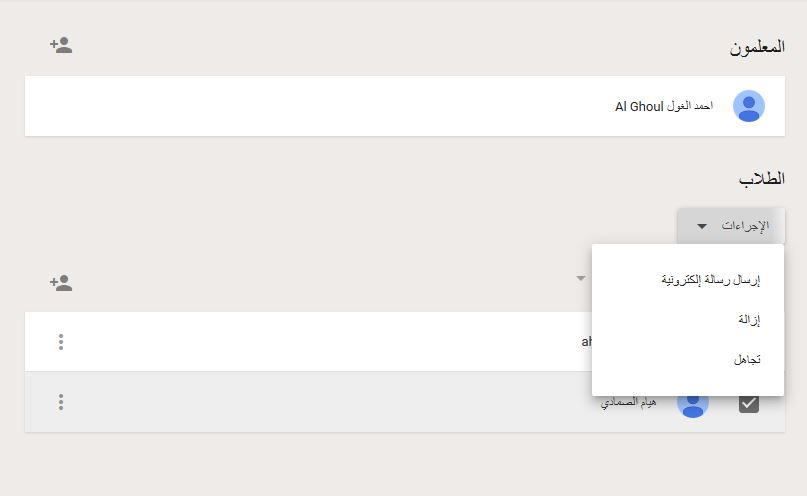 المعلمون
احمد الغول Al Ghoul
الطلاب
الإجراءات
إرسال رسالة إلكترونية
إزالة
تجاهل
هيام الصمادي